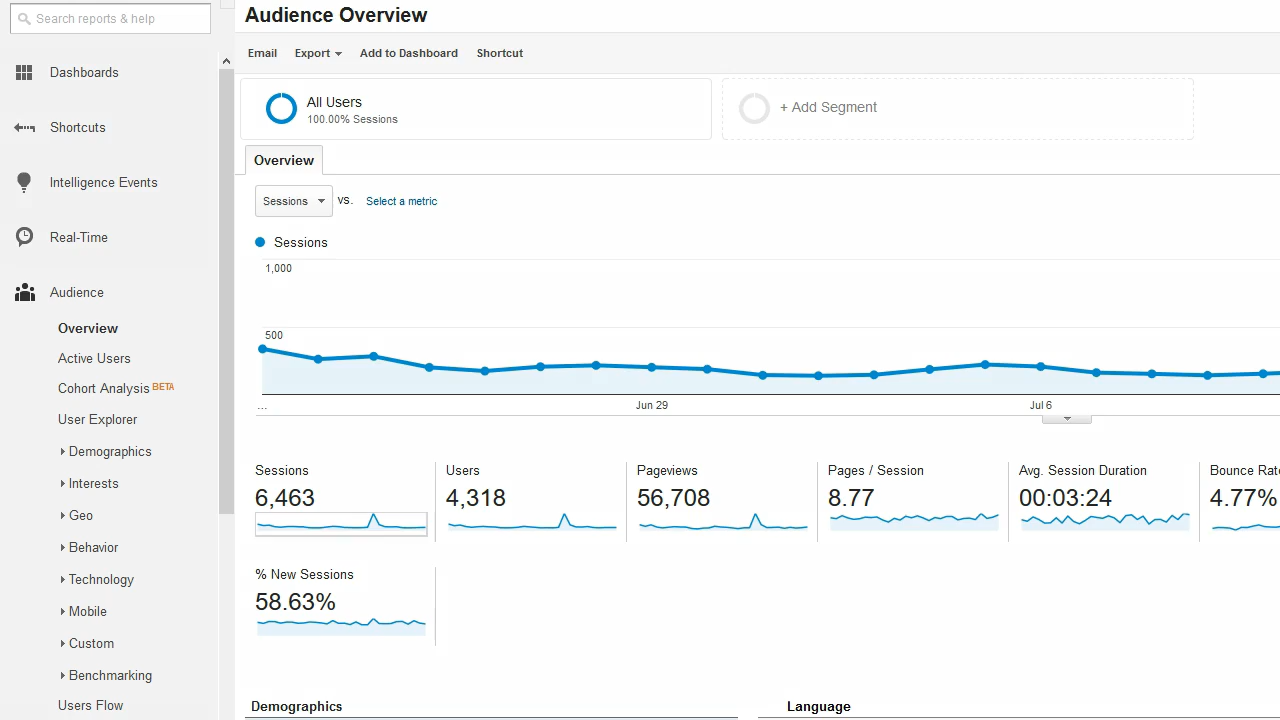 Search reports & help
Dashboards
Shortcuts
Intelligence Events
Real-Time
Audience
Overview
Active Users
Cohort Analysis BETA
User Explorer
Demographics
Interests
Geo
Behavior
Technology
Mobile
Custom
Benchmarking
Users Flow
Audience Overview
Email Export Add to Dashboard Shortcut
All Users
100.00% Sessions
+ Add Segment
Overview
Sessions vs. Select a metric
Sessions
1,000
500
... Jun 29 Jul 6
Sessions Users Pageviews Pages / Session Avg. Session Duration Bounce Rate
6,463 4,318 56,708 8.77 00:03:24 4.77%
% New Sessions
58.63%
Demographics Language